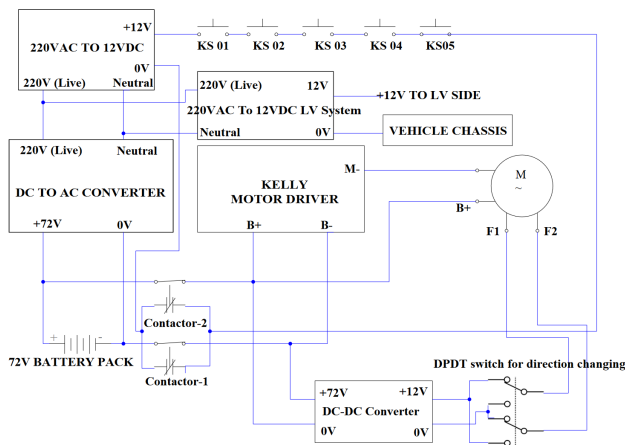 +12V
220VAC TO 12VDC
0V
220V (Live) Neutral
KS 01 KS 02 KS 03 KS 04 KS05
220V (Live) 12V
220VAC To 12VDC LV System
Neutral 0V
+12V TO LV SIDE
VEHICLE CHASSIS
220V (Live) Neutral
DC TO AC CONVERTER
+72V 0V
KELLY
MOTOR DRIVER
M-
B+ B-
M
~
B+
F1 F2
Contactor-2
+ -
72V BATTERY PACK
Contactor-1
DPDT switch for direction changing
+72V +12V
DC-DC Converter
0V 0V